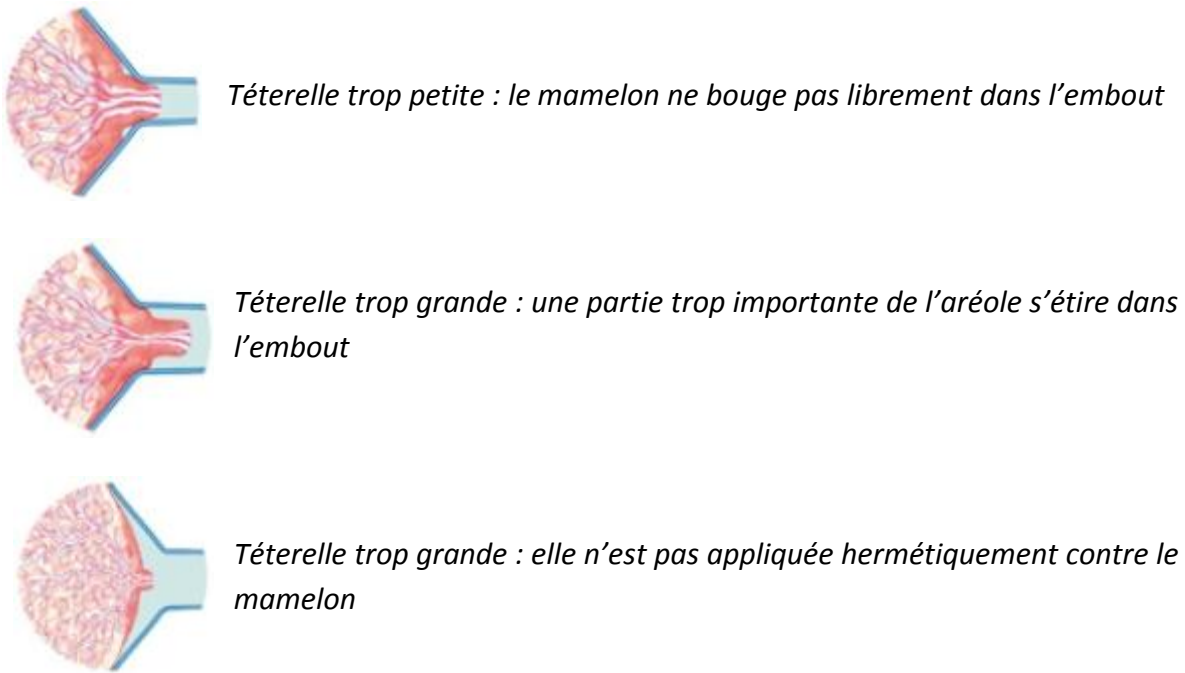 Téterelle trop petite : le mamelon ne bouge pas librement dans l’embout
Téterelle trop grande : une partie trop importante de l’aréole s’étire dans
l’embout
Téterelle trop grande : elle n’est pas appliquée hermétiquement contre le
mamelon